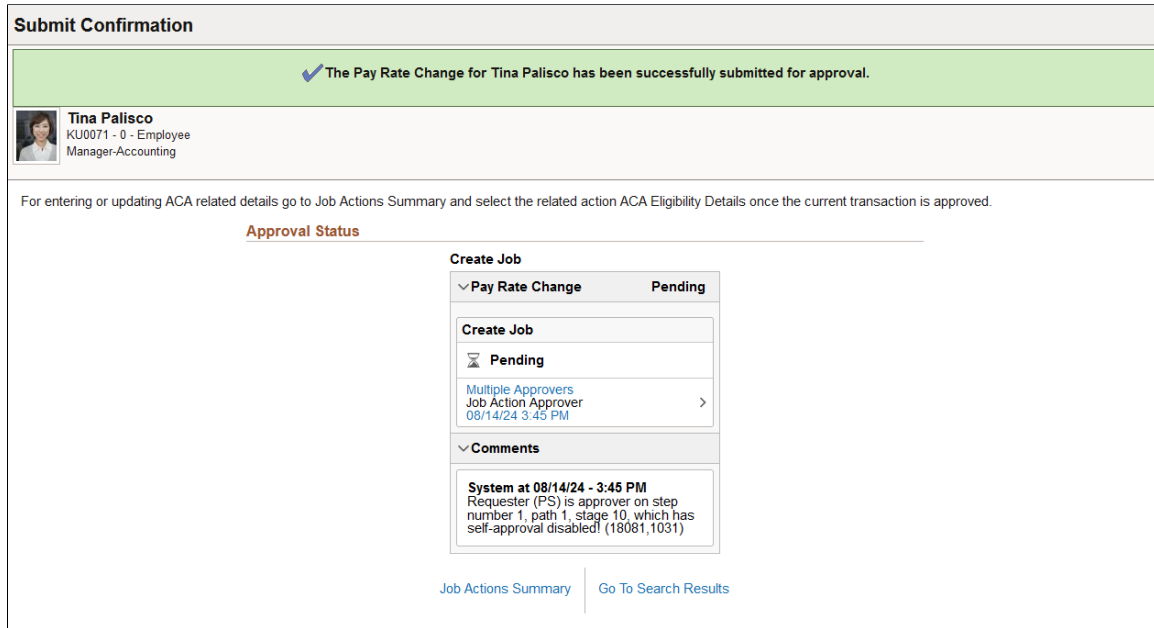 Submit Confirmation
The Pay Rate Change for Tina Palisco has been successfully submitted for approval.
Tina Palisco
KU0071 - 0 - Employee
Manager-Accounting
For entering or updating ACA related details go to Job Actions Summary and select the related action ACA Eligibility Details once the current transaction is approved.
Approval Status
Create Job
Pay Rate Change Pending
Create Job
Pending
Multiple Approvers
Job Action Approver
08/14/24 3:45 PM
Comments
System at 08/14/24 - 3:45 PM
Requester (PS) is approver on step
number 1, path 1, stage 10, which has
self-approval disabled! (18081,1031)
Job Actions Summary Go To Search Results